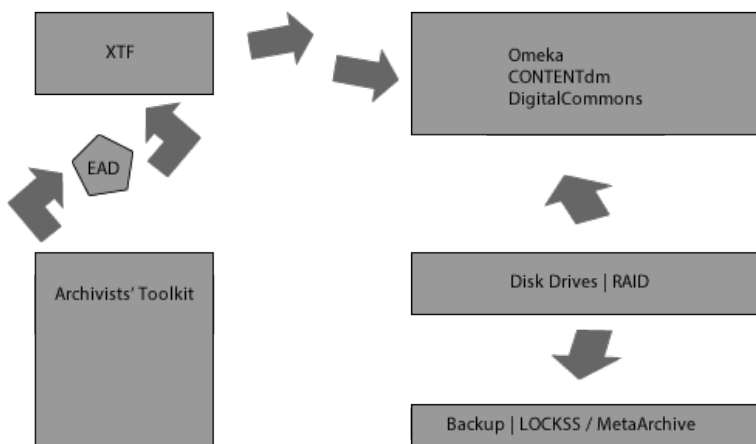 XTF
Omeka
CONTENTdm
DigitalCommons
EAD
Archivists’ Toolkit
Disk Drives | RAID
Backup | LOCKSS / MetaArchive